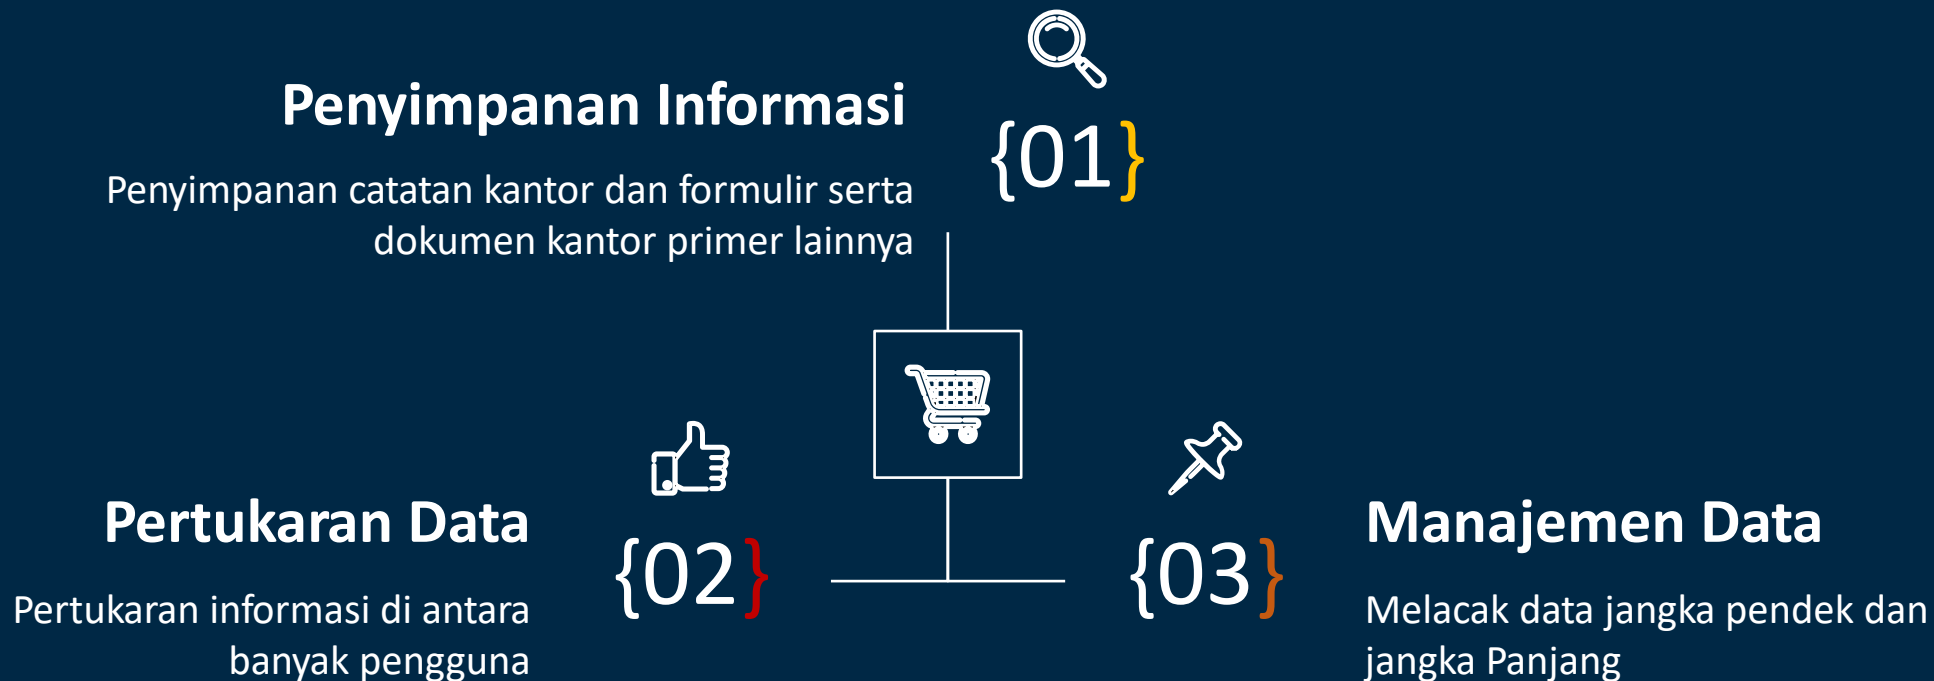 Penyimpanan Informasi
{01}
Penyimpanan catatan kantor dan formulir serta
dokumen kantor primer lainnya
Pertukaran Data
{02}
Pertukaran informasi di antara
banyak pengguna
{03}
Manajemen Data
Melacak data jangka pendek dan
jangka Panjang